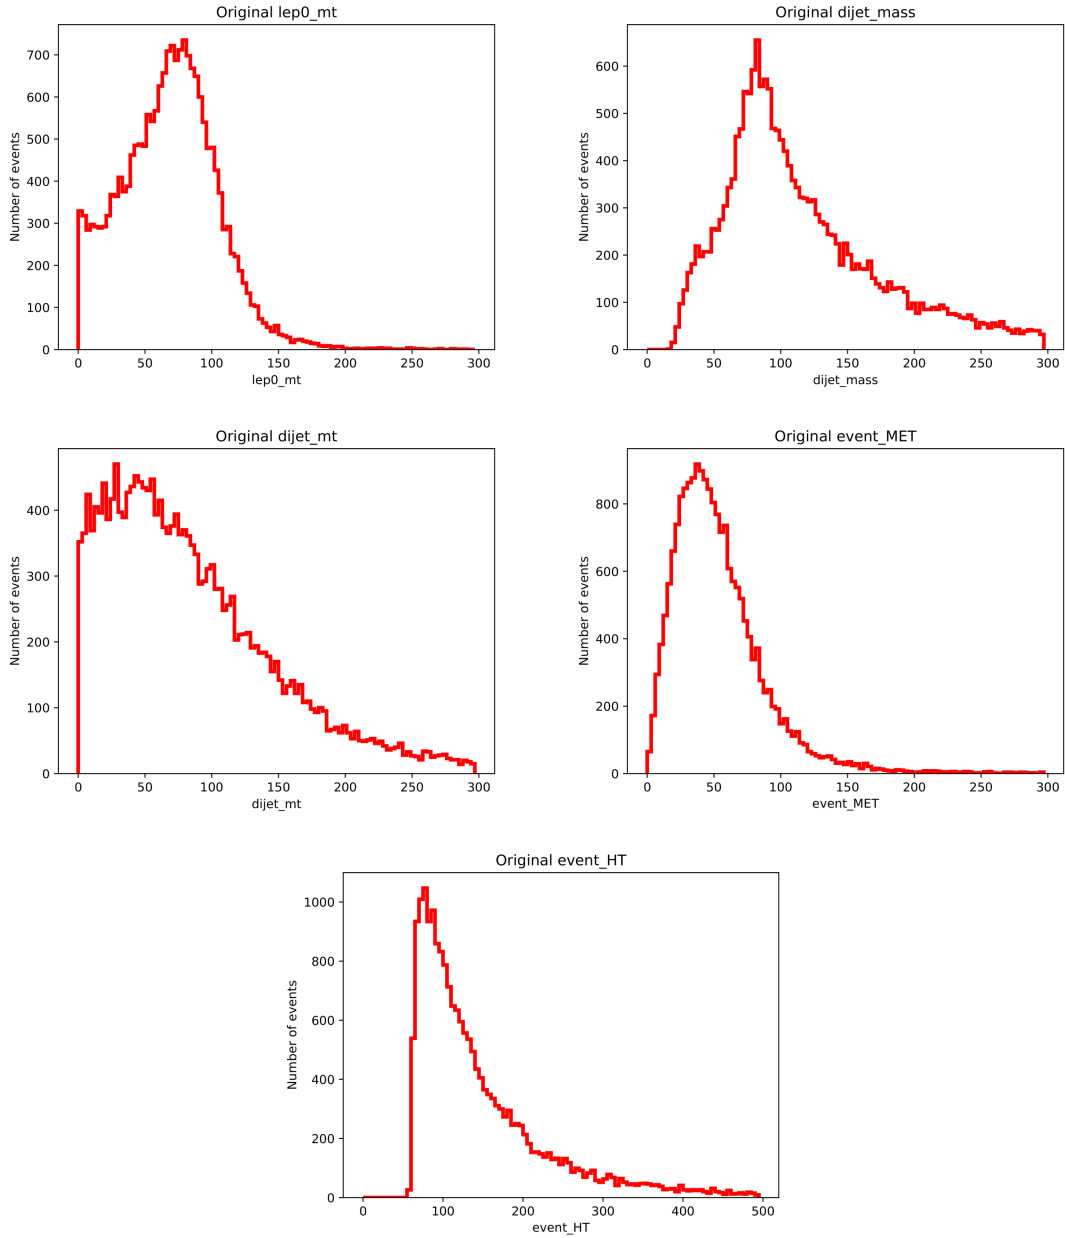 Original lep0_mt
Number of events
0
100
200
300
400
500
600
700
0 50 100 150 200 250 300
lep0_mt
Original dijet_mass
Number of events
0
100
200
300
400
500
600
0 50 100 150 200 250 300
dijet_mass
Original dijet_mt
Number of events
0
100
200
300
400
0 50 100 150 200 250 300
dijet_mt
Original event_MET
Number of events
0
200
400
600
800
0 50 100 150 200 250 300
event_MET
Original event_HT
Number of events
0
200
400
600
800
1000
0 100 200 300 400 500
event_HT